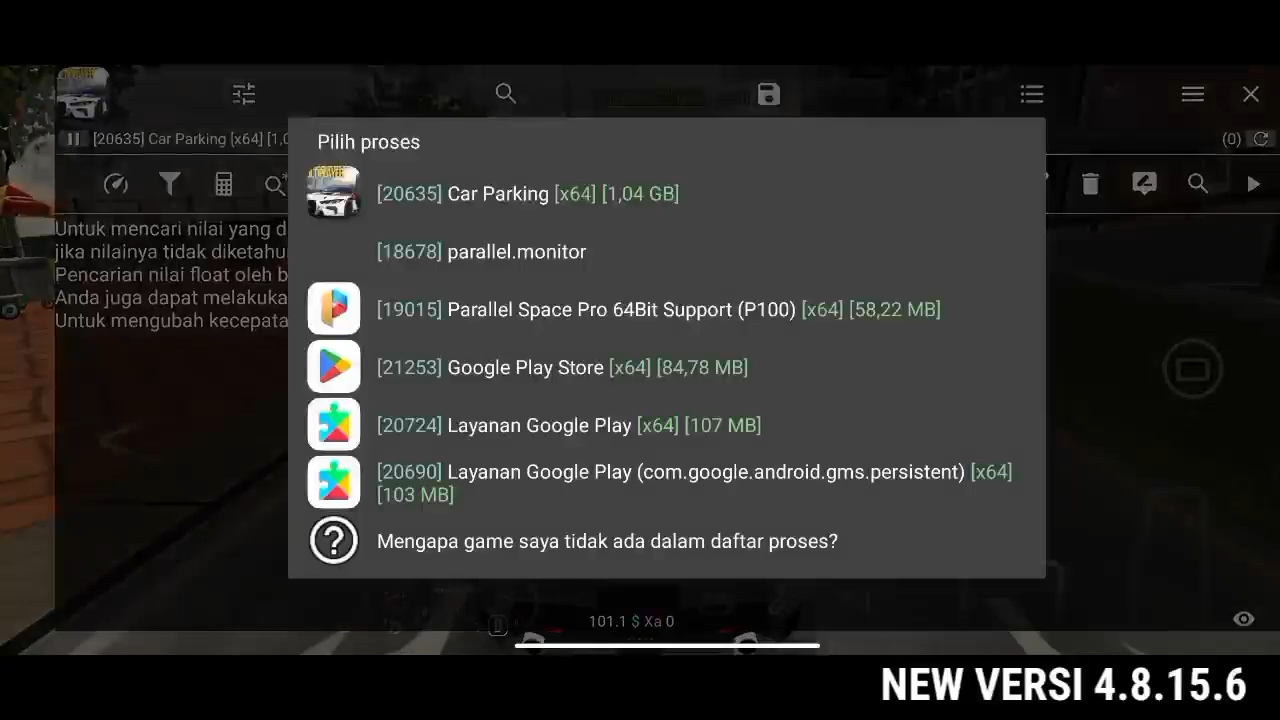 [20635] Car Parking [x64] [1,0
(0)
Pilih proses
[20635] Car Parking [x64] [1,04 GB]
[18678] parallel.monitor
[19015] Parallel Space Pro 64Bit Support (P100) [x64] [58,22 MB]
[21253] Google Play Store [x64] [84,78 MB]
[20724] Layanan Google Play [x64] [107 MB]
[20690] Layanan Google Play (com.google.android.gms.persistent) [x64]
[103 MB]
Mengapa game saya tidak ada dalam daftar proses?
Untuk mencari nilai yang d
jika nilainya tidak diketahu
Pencarian nilai float oleh b
Anda juga dapat melakuka
Untuk mengubah kecepata
101.1 $ Xa 0
NEW VERSI 4.8.15.6